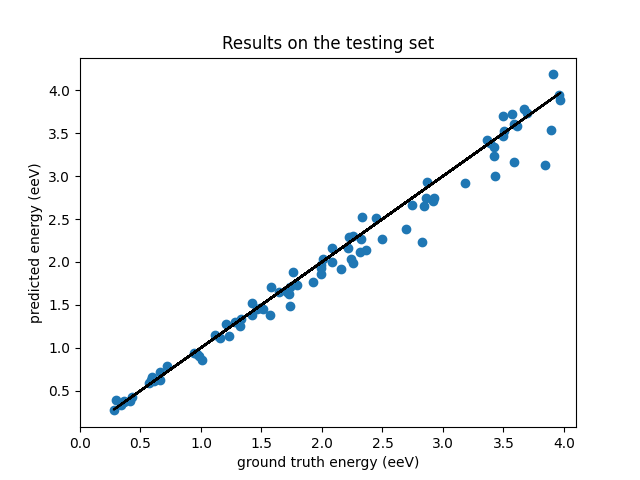 Results on the testing set
predicted energy (eeV)
4.0
3.5
3.0
2.5
2.0
1.5
1.0
0.5
0.0 0.5 1.0 1.5 2.0 2.5 3.0 3.5 4.0
ground truth energy (eeV)